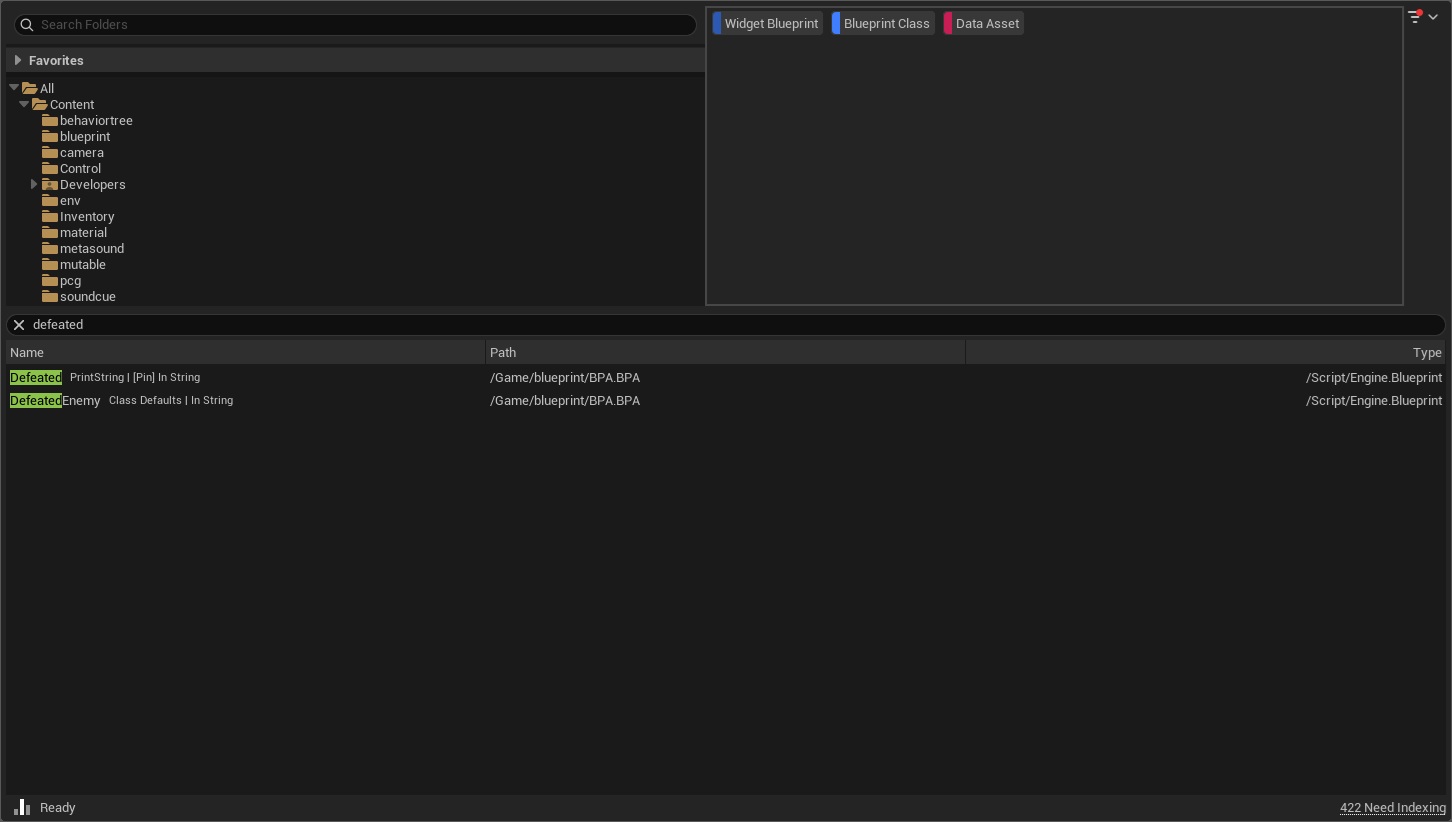 Search Folders
Widget Blueprint
Blueprint Class
Data Asset
Favorites
All
Content
behaviortree
blueprint
camera
Control
Developers
env
Inventory
material
metasound
mutable
pcg
soundcue
defeated
Name Path Type
Defeated PrintString | [Pin] In String /Game/blueprint/BPA.BPA /Script/Engine.Blueprint
DefeatedEnemy Class Defaults | In String /Game/blueprint/BPA.BPA /Script/Engine.Blueprint
Ready
422 Need Indexing